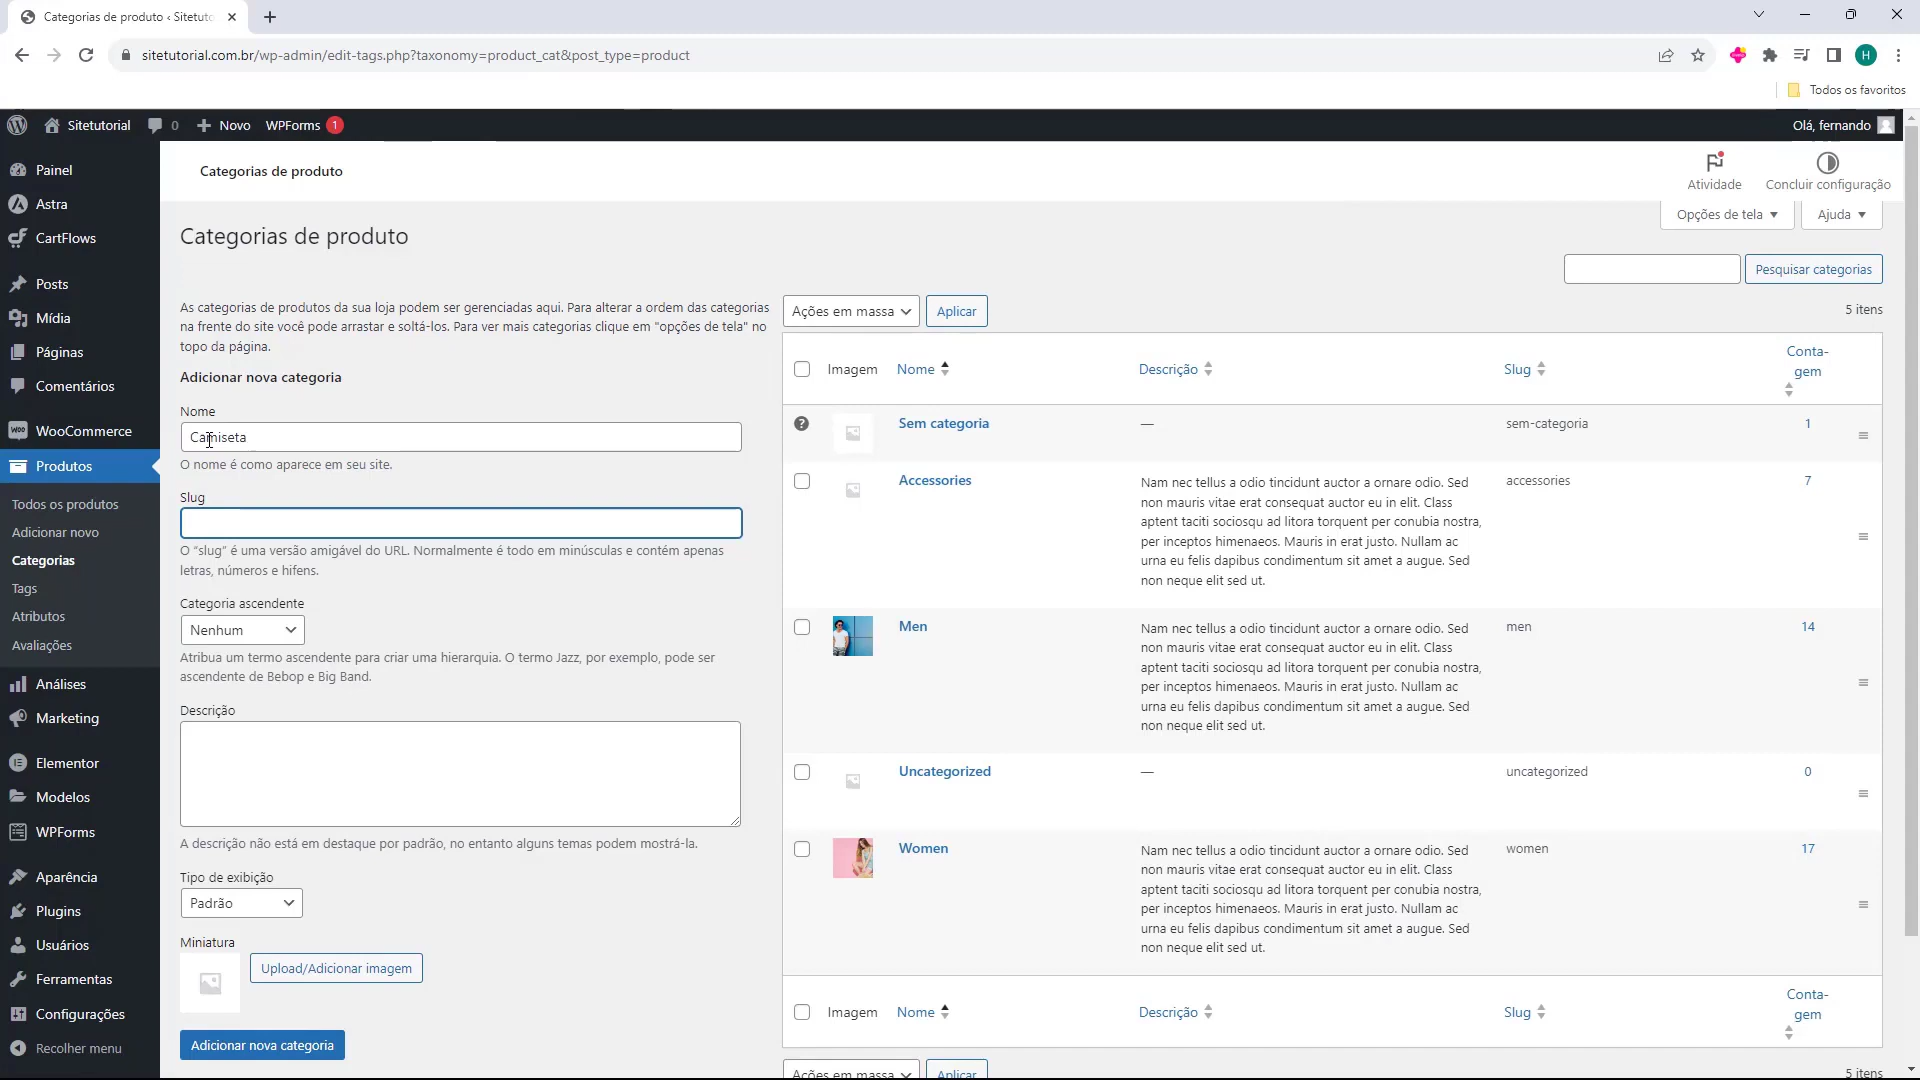 Categorias de produto ‹ Sitetuto
sitetutorial.com.br/wp-admin/edit-tags.php?taxonomy=product_cat&post_type=product
H
Todos os favoritos
Sitetutorial
0
Novo
WPForms
1
Olá, fernando
Painel
Astra
CartFlows
Posts
Mídia
Páginas
Comentários
WooCommerce
Produtos
Todos os produtos
Adicionar novo
Categorias
Tags
Atributos
Avaliações
Análises
Marketing
Elementor
Modelos
WPForms
Aparência
Plugins
Usuários
Ferramentas
Configurações
Recolher menu
Categorias de produto
Atividade
Concluir configuração
Opções de tela
Ajuda
Categorias de produto
Pesquisar categorias
As categorias de produtos da sua loja podem ser gerenciadas aqui. Para alterar a ordem das categorias
na frente do site você pode arrastar e soltá-los. Para ver mais categorias clique em "opções de tela" no
topo da página.
Adicionar nova categoria
Nome
Camiseta
O nome é como aparece em seu site.
Slug
O “slug” é uma versão amigável do URL. Normalmente é todo em minúsculas e contém apenas
letras, números e hifens.
Categoria ascendente
Nenhum
Atribua um termo ascendente para criar uma hierarquia. O termo Jazz, por exemplo, pode ser
ascendente de Bebop e Big Band.
Descrição
A descrição não está em destaque por padrão, no entanto alguns temas podem mostrá-la.
Tipo de exibição
Padrão
Miniatura
Upload/Adicionar imagem
Adicionar nova categoria
Ações em massa
Aplicar
5 itens
Imagem
Nome
Descrição
Slug
Conta-
gem
Sem categoria
—
sem-categoria
1
Accessories
Nam nec tellus a odio tincidunt auctor a ornare odio. Sed
non mauris vitae erat consequat auctor eu in elit. Class
aptent taciti sociosqu ad litora torquent per conubia nostra,
per inceptos himenaeos. Mauris in erat justo. Nullam ac
urna eu felis dapibus condimentum sit amet a augue. Sed
non neque elit sed ut.
accessories
7
Men
Nam nec tellus a odio tincidunt auctor a ornare odio. Sed
non mauris vitae erat consequat auctor eu in elit. Class
aptent taciti sociosqu ad litora torquent per conubia nostra,
per inceptos himenaeos. Mauris in erat justo. Nullam ac
urna eu felis dapibus condimentum sit amet a augue. Sed
non neque elit sed ut.
men
14
Uncategorized
—
uncategorized
0
Women
Nam nec tellus a odio tincidunt auctor a ornare odio. Sed
non mauris vitae erat consequat auctor eu in elit. Class
aptent taciti sociosqu ad litora torquent per conubia nostra,
per inceptos himenaeos. Mauris in erat justo. Nullam ac
urna eu felis dapibus condimentum sit amet a augue. Sed
non neque elit sed ut.
women
17
Imagem
Nome
Descrição
Slug
Conta-
gem
Ações em massa
Aplicar
5 itens